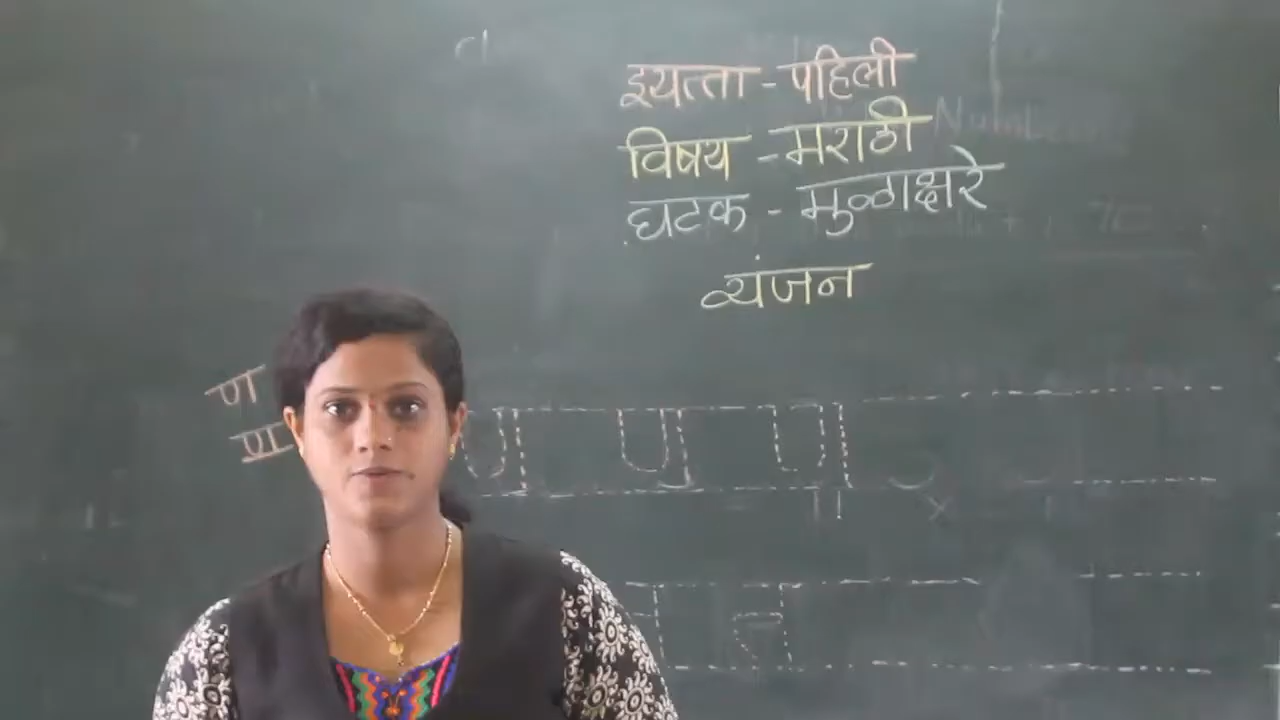 इयत्ता - पहिली
विषय - मराठी
घटक - मुळाक्षरे
व्यंजन
ण
ण ण ण